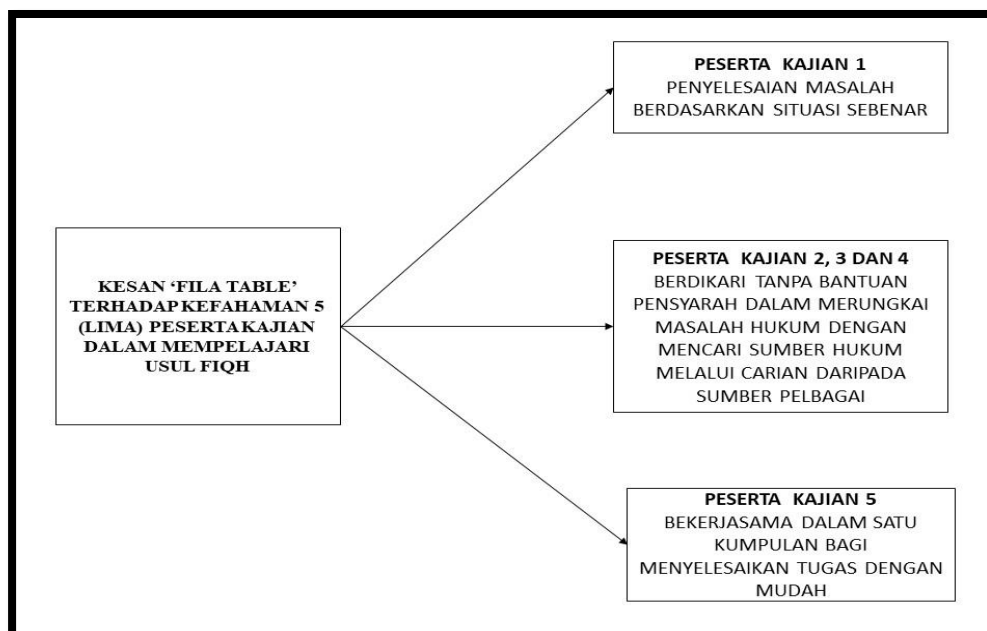 PESERTA KAJIAN 1
PENYELESAIAN MASALAH
BERDASARKAN SITUASI SEBENAR
KESAN ‘FILA TABLE’
TERHADAP KEFAHAMAN 5
(LIMA) PESERTA KAJIAN
DALAM MEMPELAJARI
USUL FIQH
PESERTA KAJIAN 2, 3 DAN 4
BERDIKARI TANPA BANTUAN
PENSYARAH DALAM MERUNGKAI
MASALAH HUKUM DENGAN
MENCARI SUMBER HUKUM
MELALUI CARIAN DARIPADA
SUMBER PELBAGAI
PESERTA KAJIAN 5
BEKERJASAMA DALAM SATU
KUMPULAN BAGI
MENYELESAIKAN TUGAS DENGAN
MUDAH